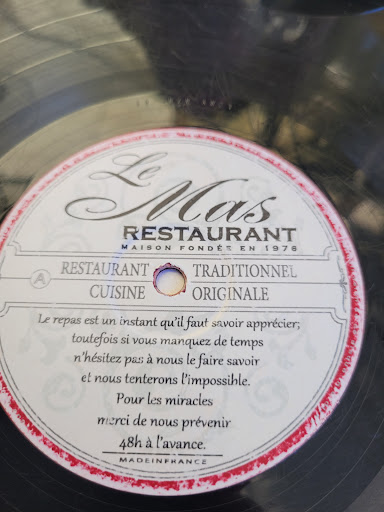 Le
Mas
RESTAURANT
MAISON FONDÉE EN 1976
A
RESTAURANT TRADITIONNEL
CUISINE ORIGINALE
Le repas est un instant qu'il faut savoir apprécier;
toutefois si vous manquez de temps
n'hésitez pas à nous le faire savoir
et nous tenterons l'impossible.
Pour les miracles
merci de nous prévenir
48h à l'avance.
MADEINFRANCE